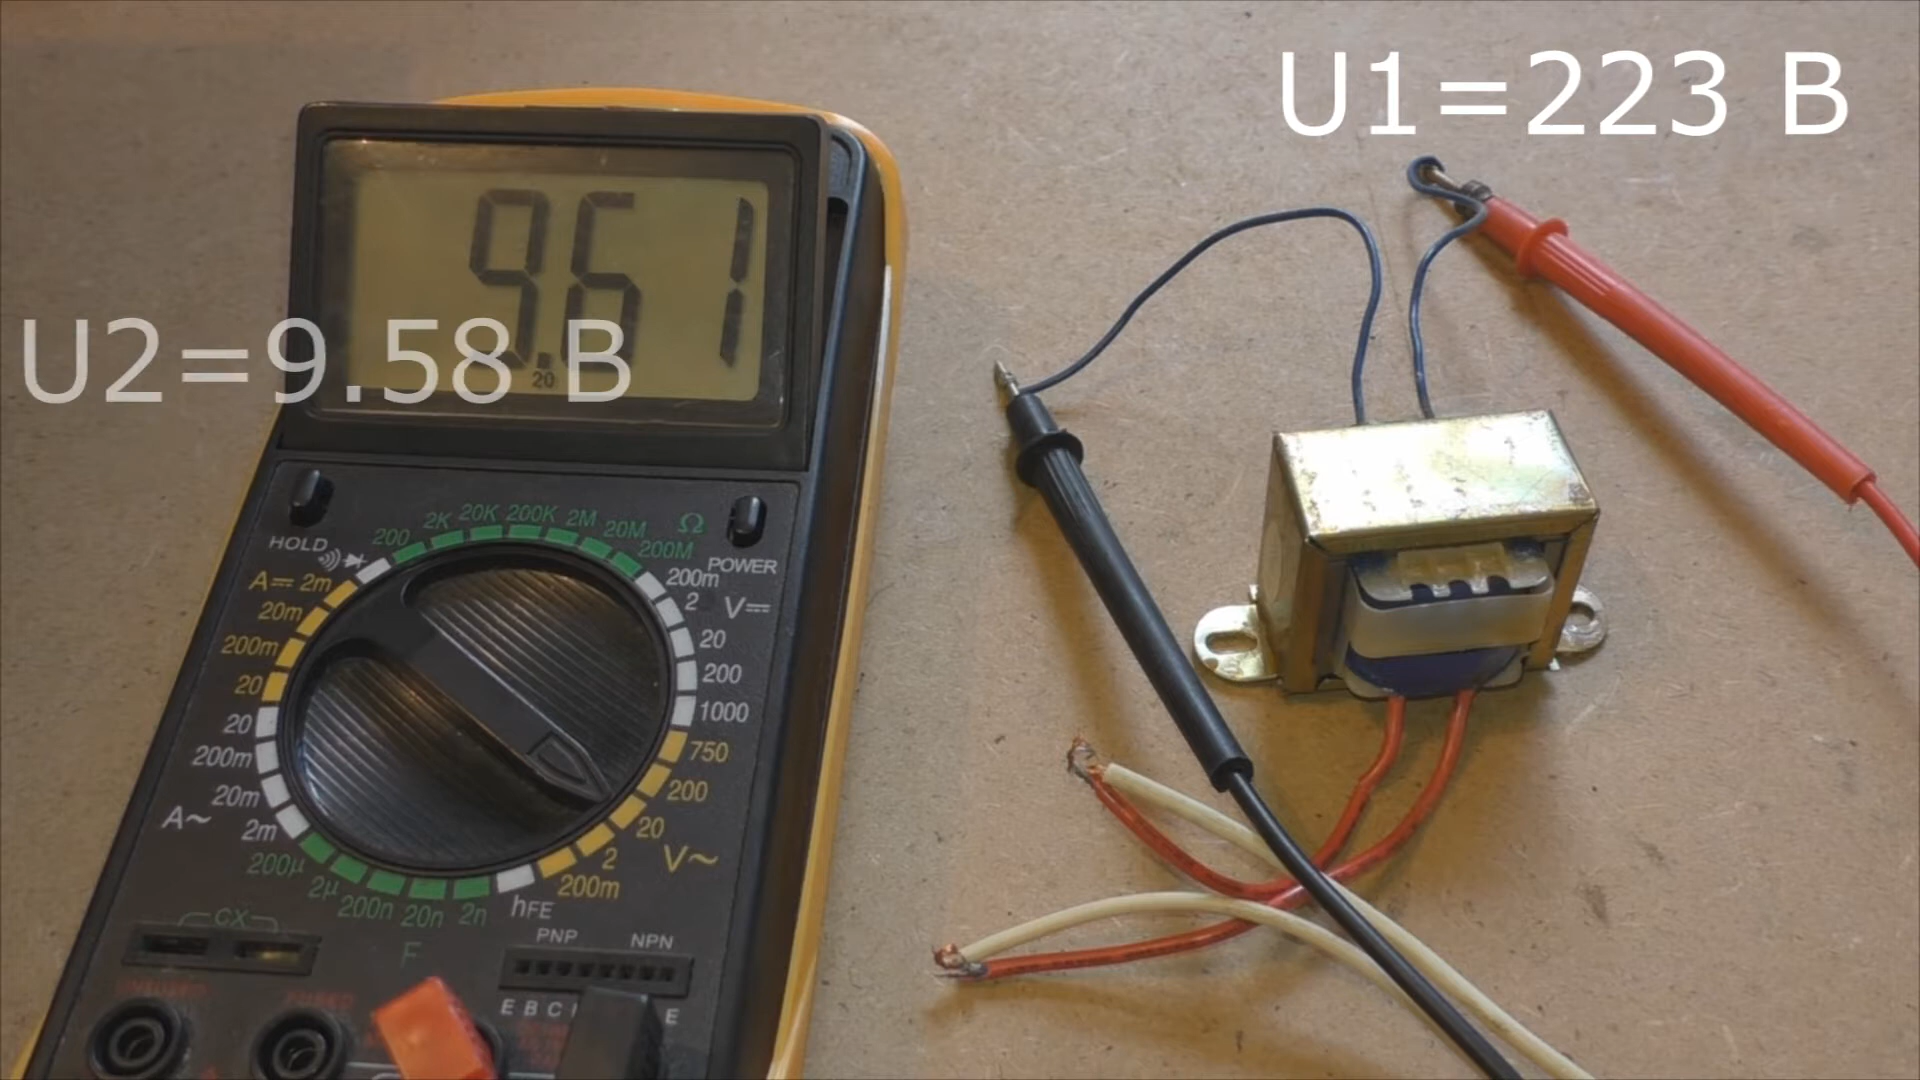 U1=223 В
9.61
20
U2=9.58 В
HOLD
POWER
200
2K
20K
200K
2M
20M
200M
Ω
A⎓ 2m
20m
200m
20
20
200m
20m
2m
A~
200m
2
V⎓
20
200
1000
750
200
20
2
200m
V~
200µ
2µ
200n
20n
2n
F
hFE
CX
PNP
NPN
E B C
E